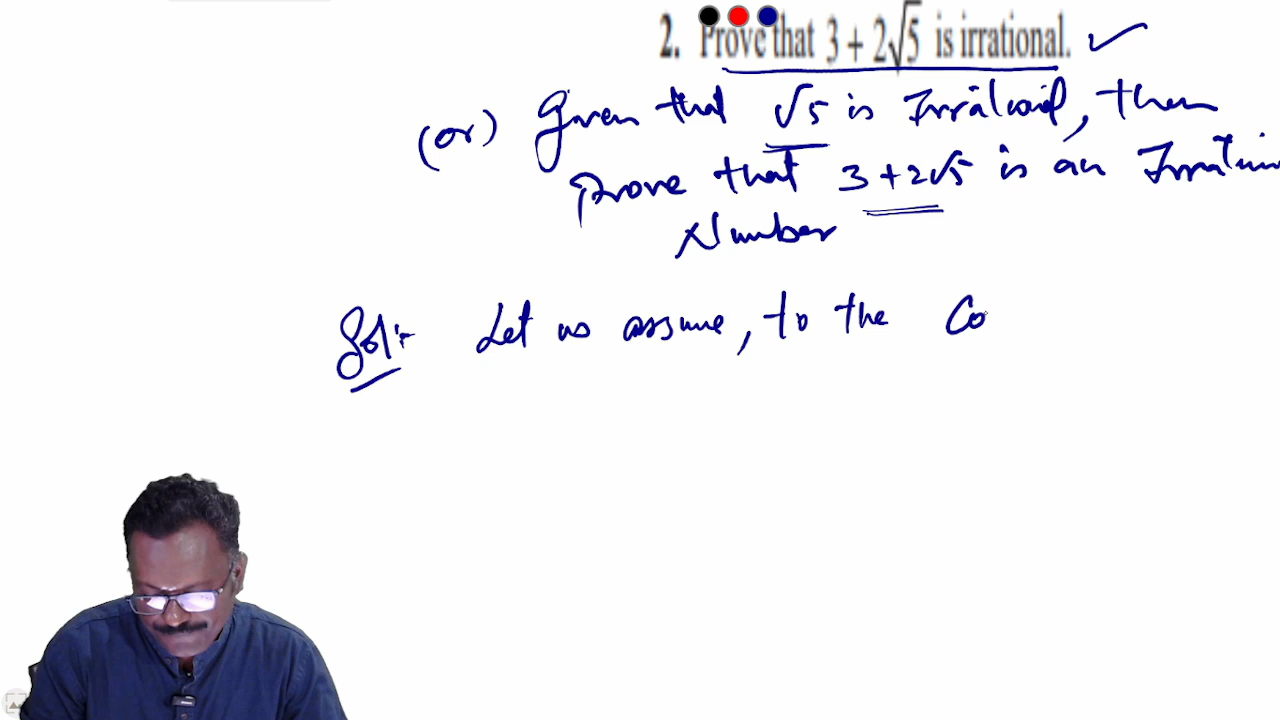 2. Prove that 3 + 2√5 is irrational.
(or) Given that √5 is Irrational, then
prove that 3 + 2√5 is an
Number
Sol:- Let us assume, to the Co